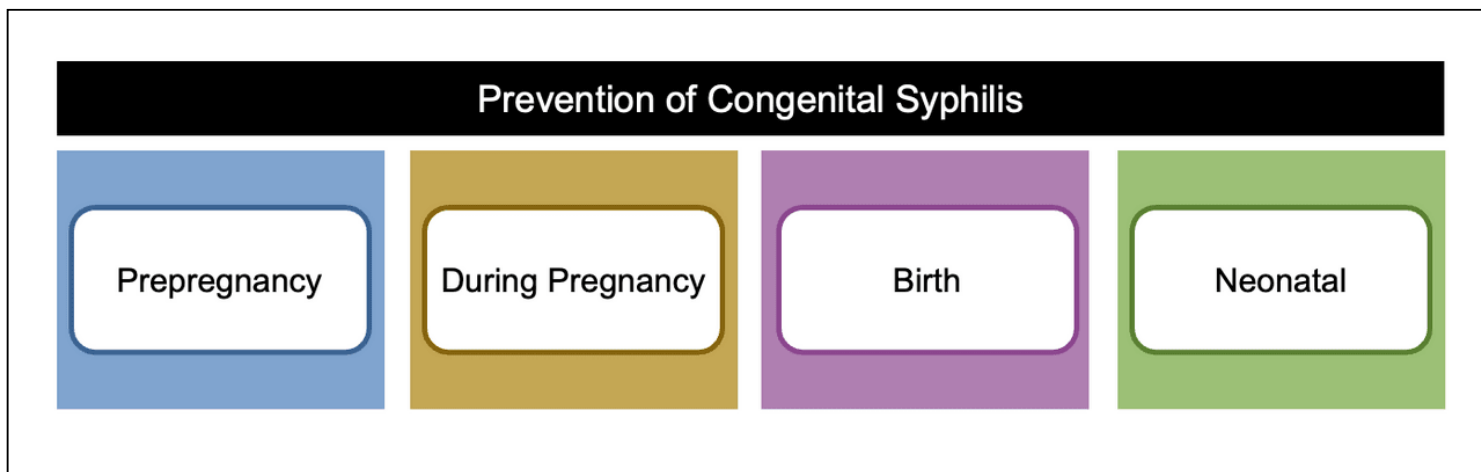 Prevention of Congenital Syphilis
Prepregnancy
During Pregnancy
Birth
Neonatal